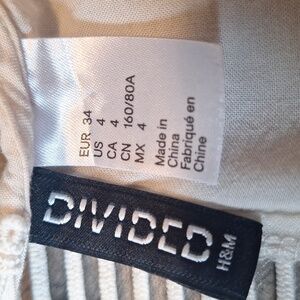 EUR 34
US 4
CA 4
CN 160/80A
MX 4
Made in
China
Fabriqué en
Chine
DIVIDED
H&M